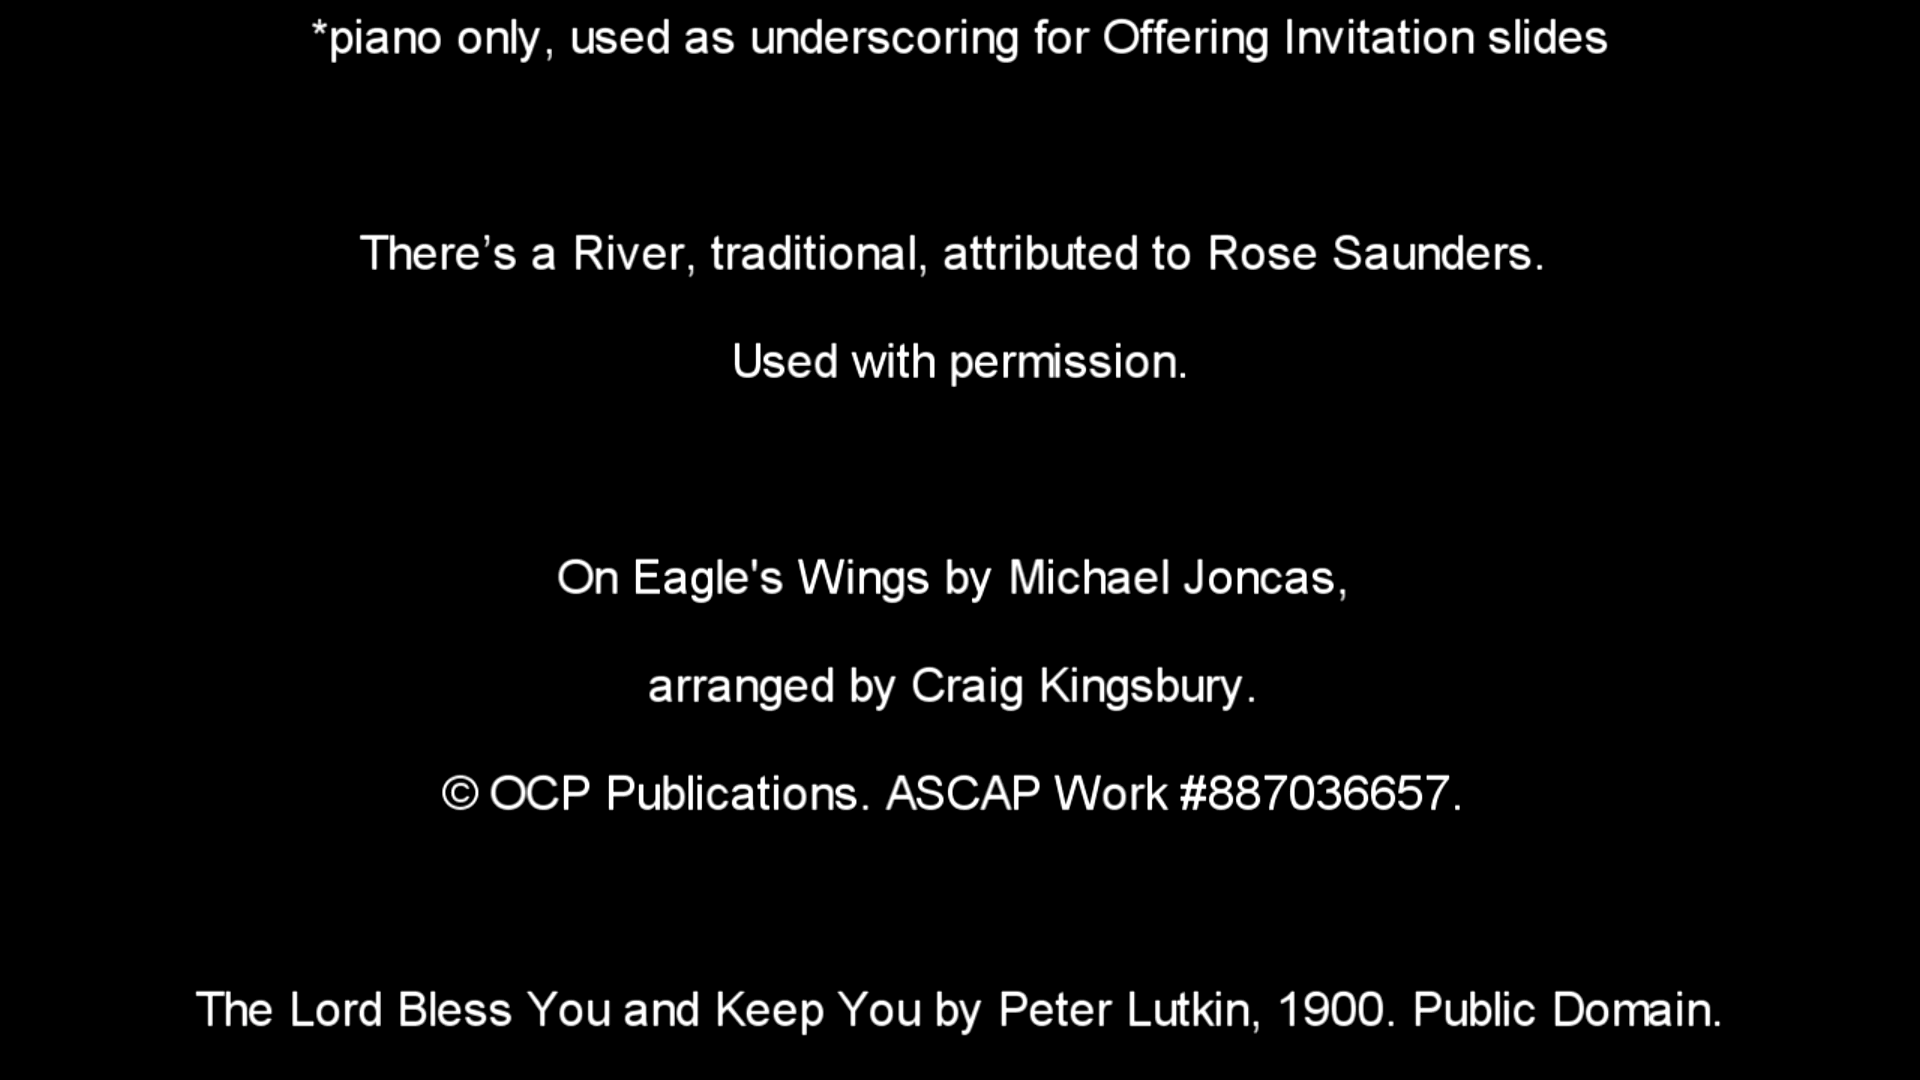 *piano only, used as underscoring for Offering Invitation slides
There’s a River, traditional, attributed to Rose Saunders.
Used with permission.
On Eagle's Wings by Michael Joncas,
arranged by Craig Kingsbury.
© OCP Publications. ASCAP Work #887036657.
The Lord Bless You and Keep You by Peter Lutkin, 1900. Public Domain.